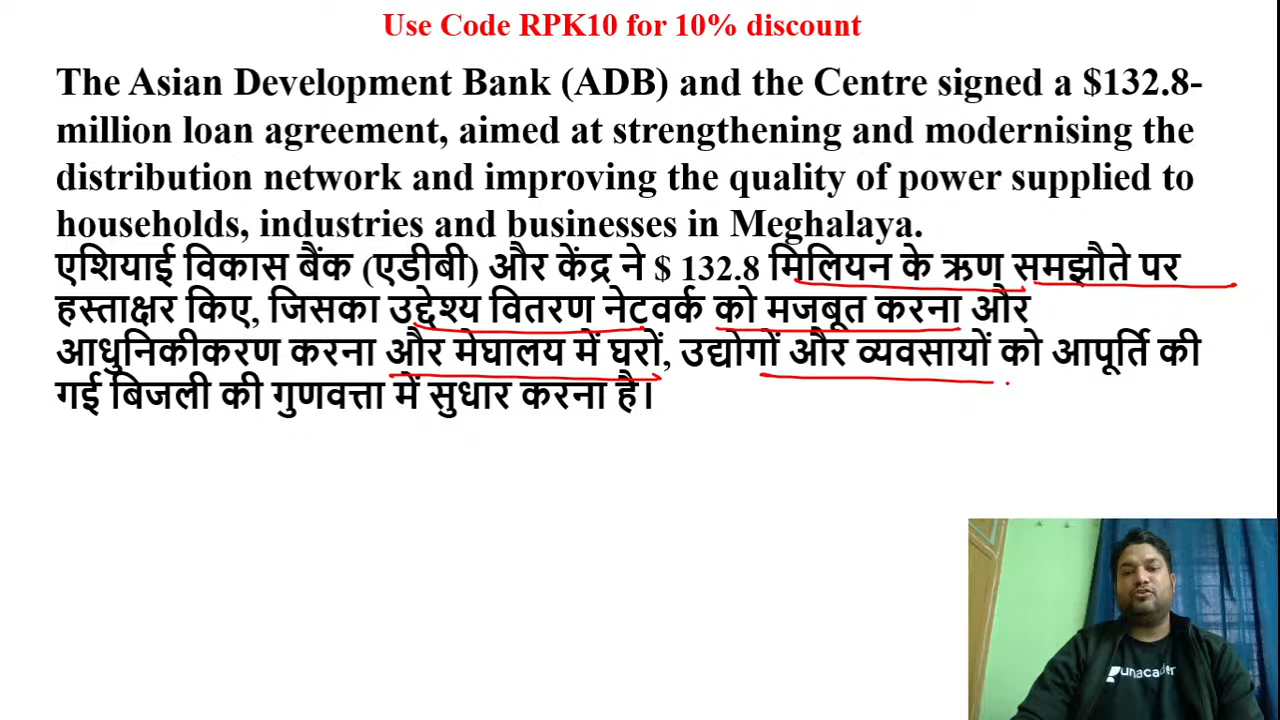 Use Code RPK10 for 10% discount
The Asian Development Bank (ADB) and the Centre signed a $132.8-
million loan agreement, aimed at strengthening and modernising the
distribution network and improving the quality of power supplied to
households, industries and businesses in Meghalaya.
एशियाई विकास बैंक (एडीबी) और केंद्र ने $ 132.8 मिलियन के ऋण समझौते पर
हस्ताक्षर किए, जिसका उद्देश्य वितरण नेटवर्क को मजबूत करना और
आधुनिकीकरण करना और मेघालय में घरों, उद्योगों और व्यवसायों को आपूर्ति की
गई बिजली की गुणवत्ता में सुधार करना है।